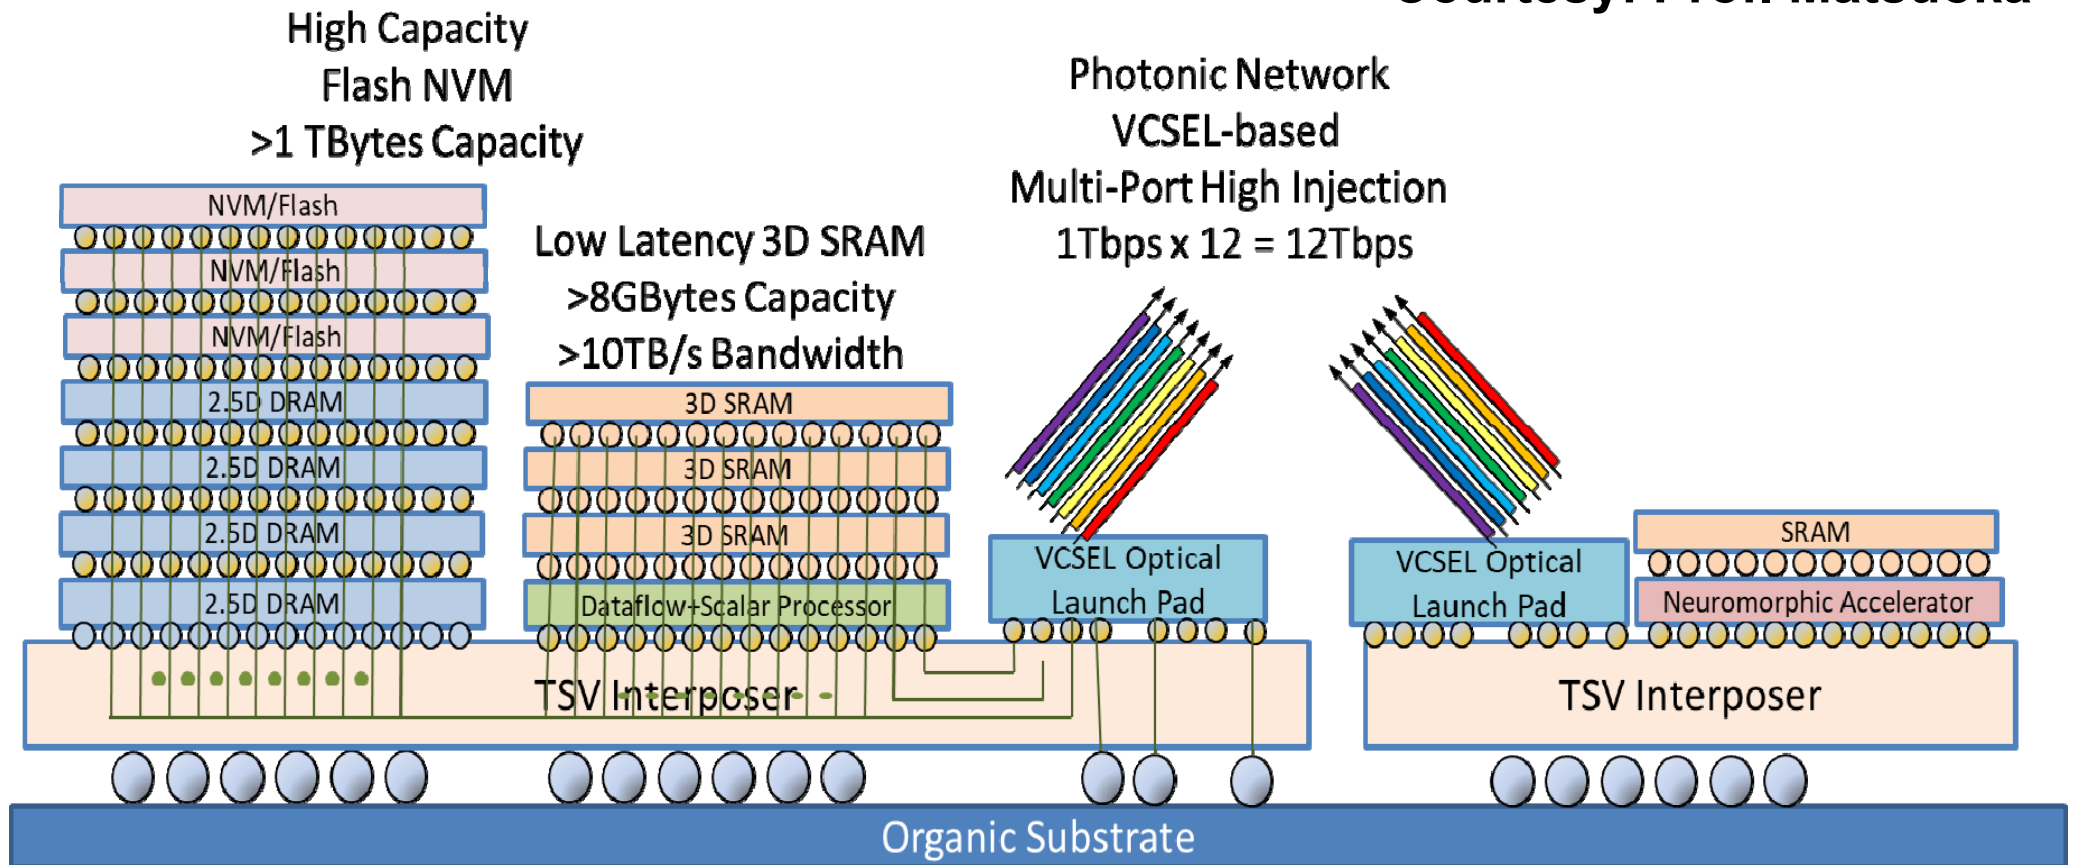 High Capacity
Flash NVM
>1 TBytes Capacity
NVM/Flash
NVM/Flash
NVM/Flash
2.5D DRAM
2.5D DRAM
2.5D DRAM
2.5D DRAM
Low Latency 3D SRAM
>8GBytes Capacity
>10TB/s Bandwidth
3D SRAM
3D SRAM
3D SRAM
Dataflow+Scalar Processor
Photonic Network
VCSEL-based
Multi-Port High Injection
1Tbps x 12 = 12Tbps
VCSEL Optical
Launch Pad
VCSEL Optical
Launch Pad
SRAM
Neuromorphic Accelerator
TSV Interposer
TSV Interposer
Organic Substrate